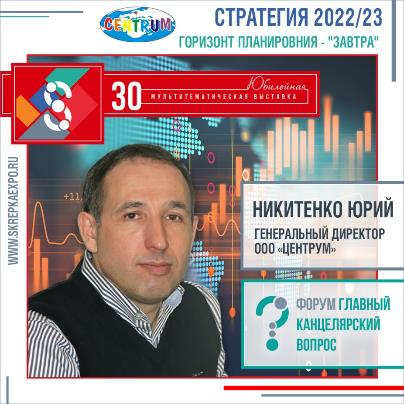 CENTRUM
СТРАТЕГИЯ 2022/23
ГОРИЗОНТ ПЛАНИРОВНИЯ - "ЗАВТРА"
30
Юбилейная
МУЛЬТИТЕМАТИЧЕСКАЯ ВЫСТАВКА
WWW.SKREPKAEXPO.RU
НИКИТЕНКО ЮРИЙ
ГЕНЕРАЛЬНЫЙ ДИРЕКТОР
ООО «ЦЕНТРУМ»
?
ФОРУМ ГЛАВНЫЙ
КАНЦЕЛЯРСКИЙ
ВОПРОС